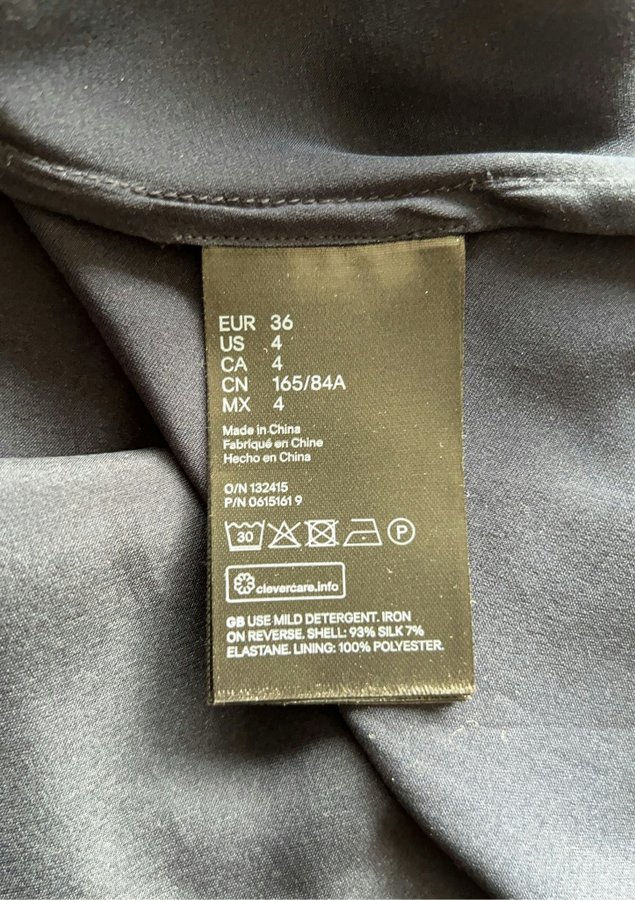 EUR 36
US 4
CA 4
CN 165/84A
MX 4
Made in China
Fabriqué en Chine
Hecho en China
O/N 132415
P/N 0615161 9
30 P
clevercare.info
GB USE MILD DETERGENT. IRON
ON REVERSE. SHELL: 93% SILK 7%
ELASTANE. LINING: 100% POLYESTER.